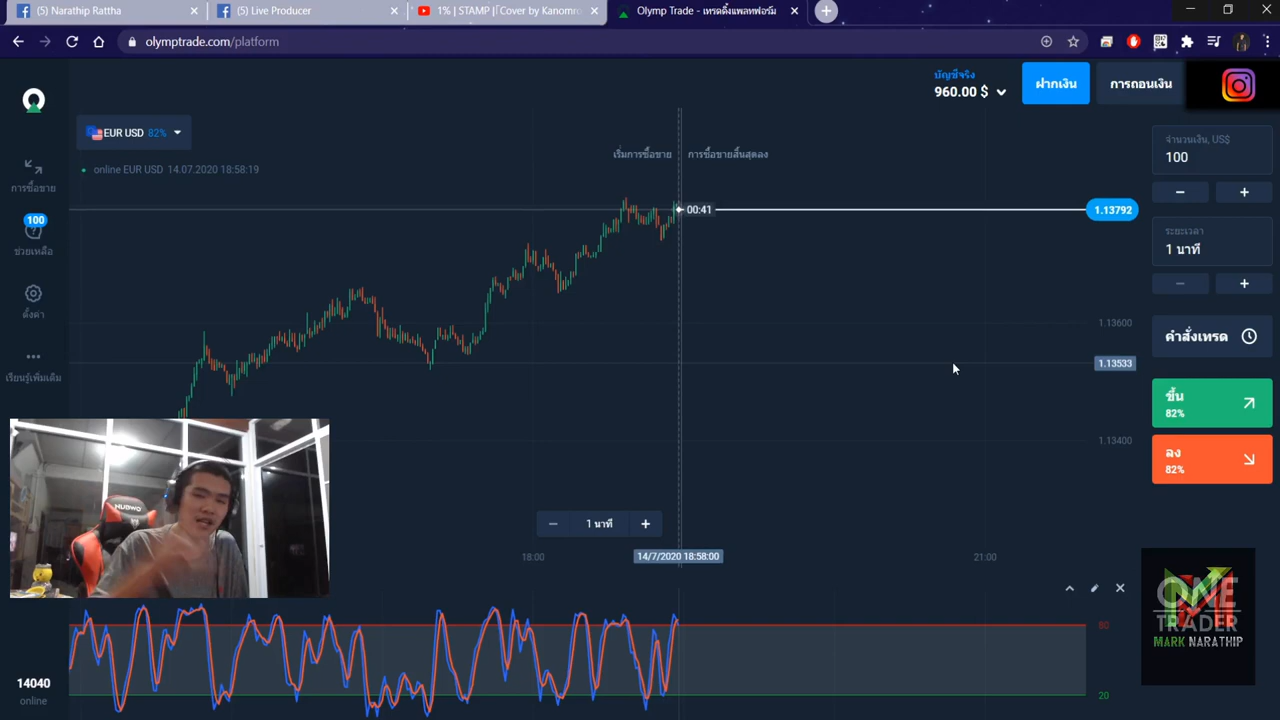 (5) Narathip Rattha
(5) Live Producer
1% | STAMP |「Cover by Kanomro
Olymp Trade - เทรดดิ้งแพลทฟอร์ม
olymptrade.com/platform
บัญชีจริง
960.00 $
ฝากเงิน
การถอนเงิน
EUR USD 82%
จำนวนเงิน, US$
100
เริ่มการซื้อขาย
การซื้อขายสิ้นสุดลง
online EUR USD 14.07.2020 18:58:19
การซื้อขาย
00:41
1.13792
100
ช่วยเหลือ
ระยะเวลา
1 นาที
ตั้งค่า
1.13600
คำสั่งเทรด
1.13533
เรียนรู้เพิ่มเติม
ขึ้น
82%
1.13400
ลง
82%
HUBWO
1 นาที
18:00
14/7/2020 18:58:00
21:00
ONE
TRADER
MARK NARATHIP
80
20
14040
online